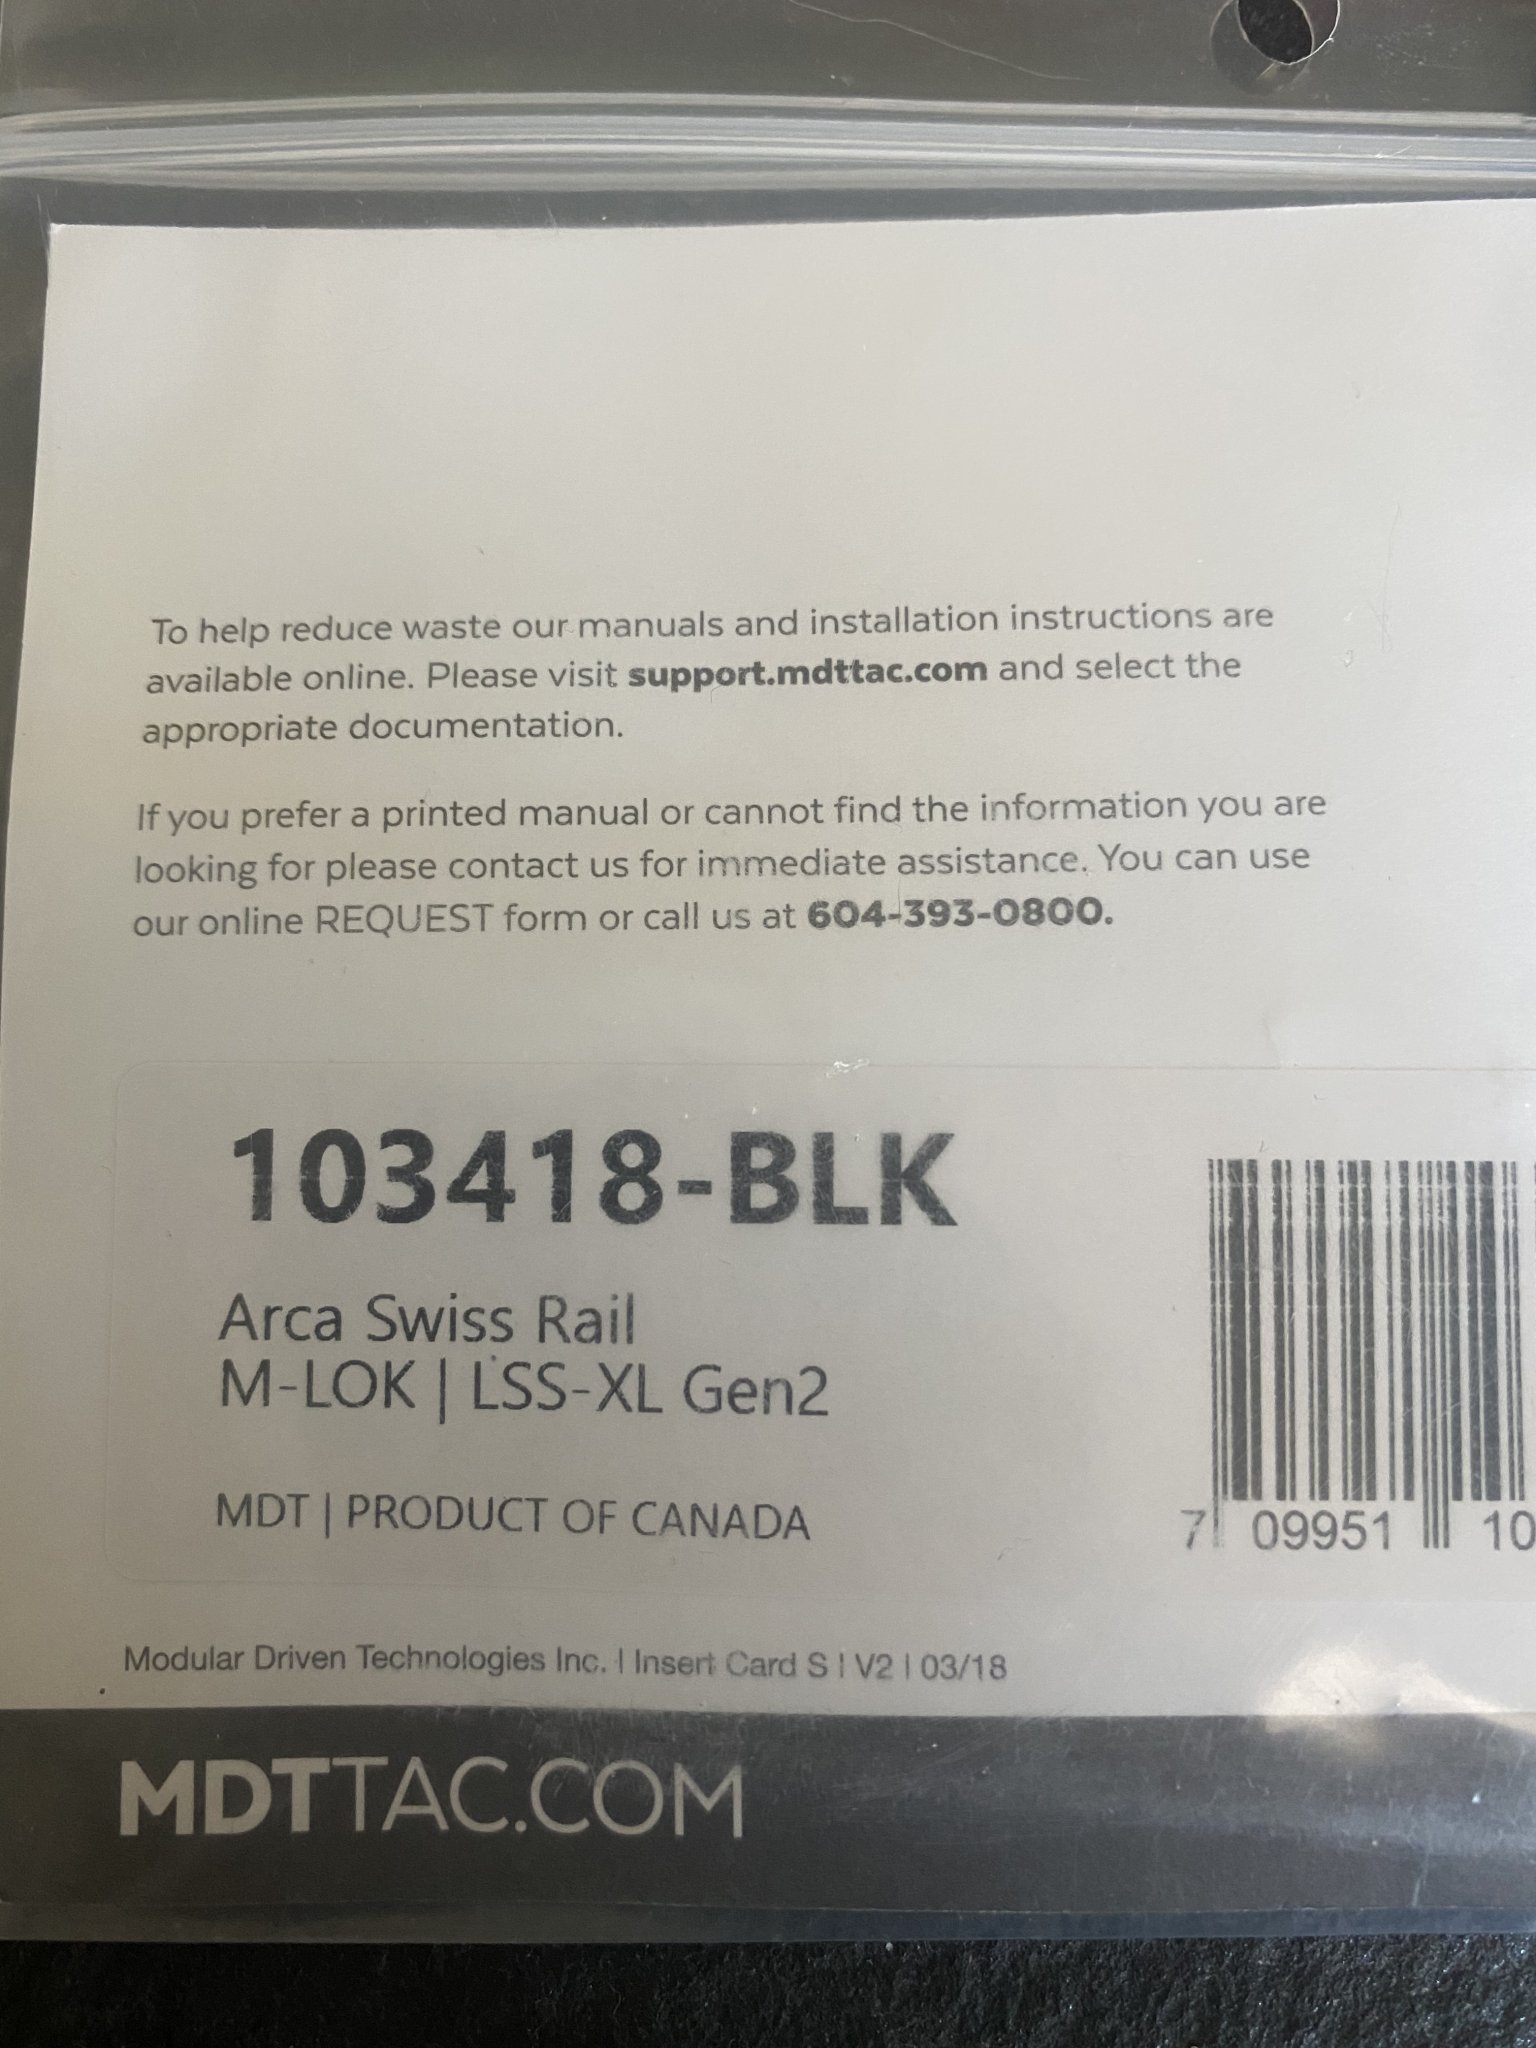 To help reduce waste our manuals and installation instructions are
available online. Please visit support.mdttac.com and select the
appropriate documentation.
If you prefer a printed manual or cannot find the information you are
looking for please contact us for immediate assistance. You can use
our online REQUEST form or call us at 604-393-0800.
103418-BLK
Arca Swiss Rail
M-LOK | LSS-XL Gen2
MDT | PRODUCT OF CANADA
7 09951 10
Modular Driven Technologies Inc. | Insert Card S | V2 | 03/18
MDTTAC.COM